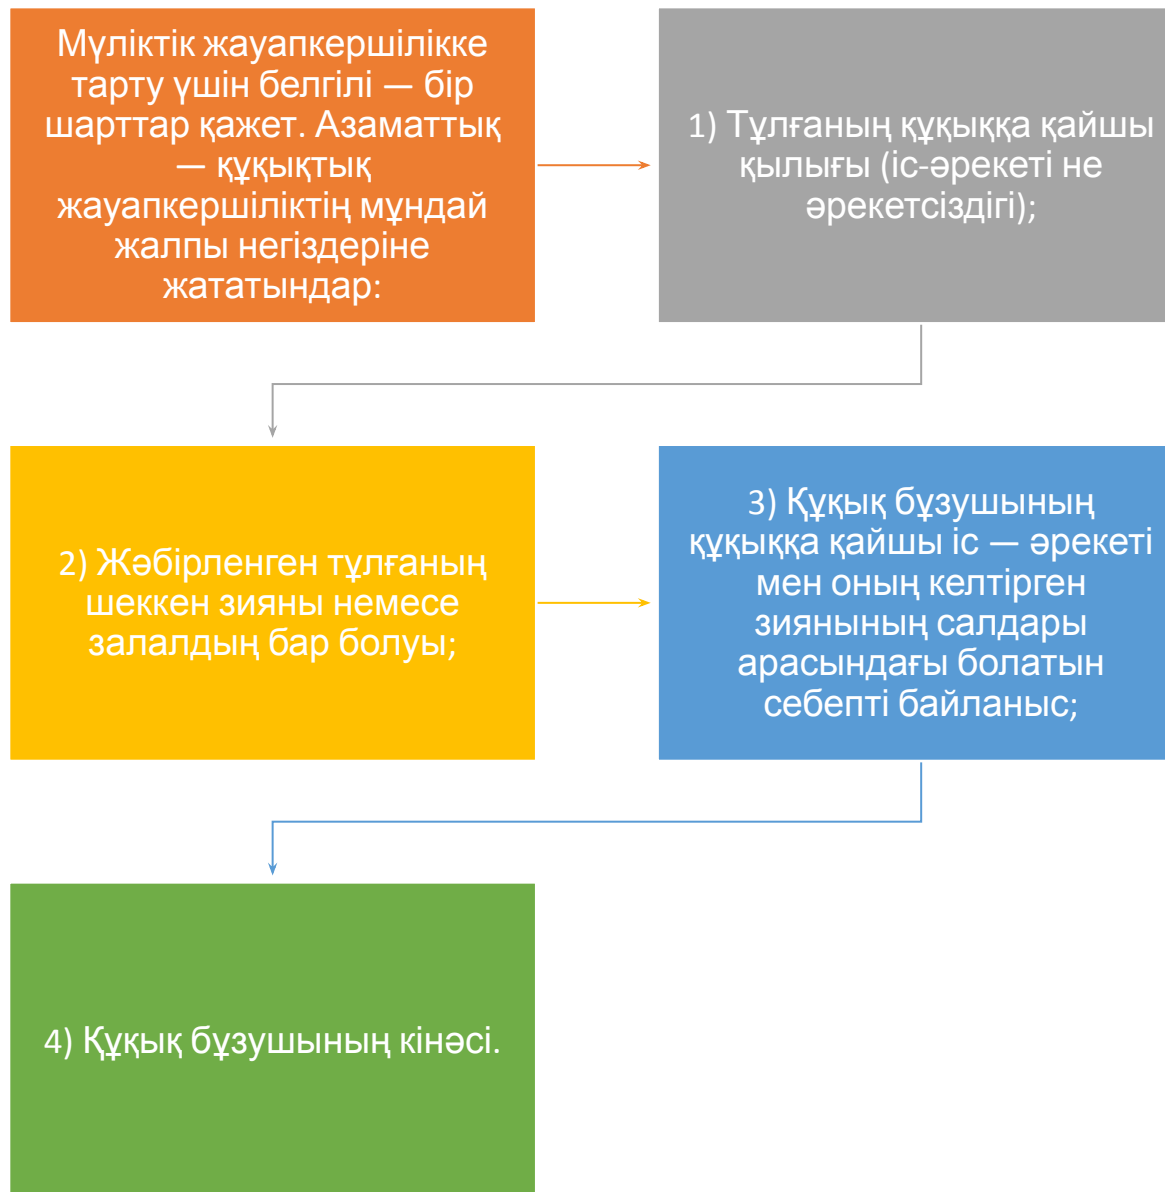 Мүліктік жауапкершілікке
тарту үшін белгілі — бір
шарттар қажет. Азаматтық
— құқықтық
жауапкершіліктің мұндай
жалпы негіздеріне
жататындар:
1) Тұлғаның құқыққа қайшы
қылығы (іс-әрекеті не
әрекетсіздігі);
2) Жәбірленген тұлғаның
шеккен зияны немесе
залалдың бар болуы;
3) Құқық бұзушының
құқыққа қайшы іс — әрекеті
мен оның келтірген
зиянының салдары
арасындағы болатын
себепті байланыс;
4) Құқық бұзушының кінәсі.